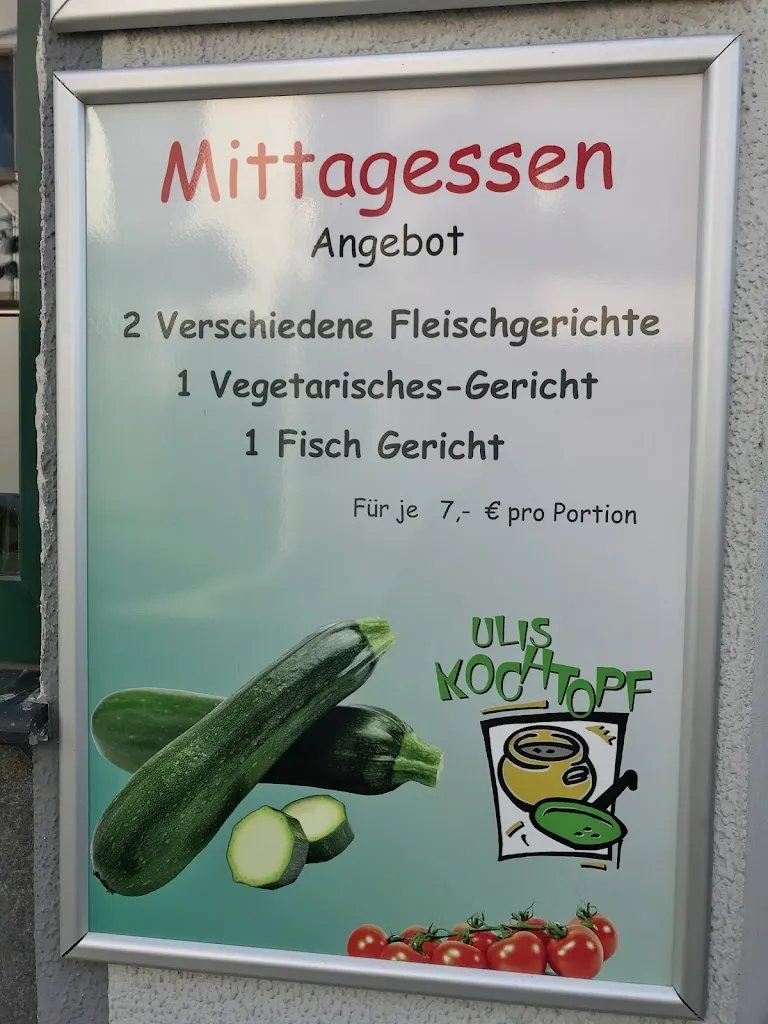 Mittagessen
Angebot
2 Verschiedene Fleischgerichte
1 Vegetarisches-Gericht
1 Fisch Gericht
Für je 7,- € pro Portion
ULIS
KOCHTOPF